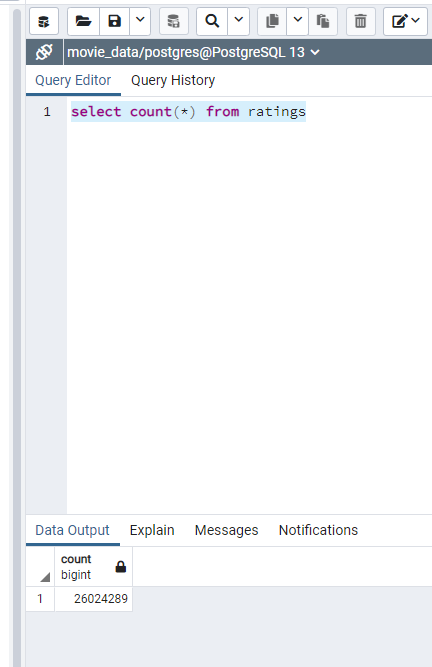 movie_data/postgres@PostgreSQL 13
Query Editor Query History
1 select count(*) from ratings
Data Output Explain Messages Notifications
count
bigint
1 26024289